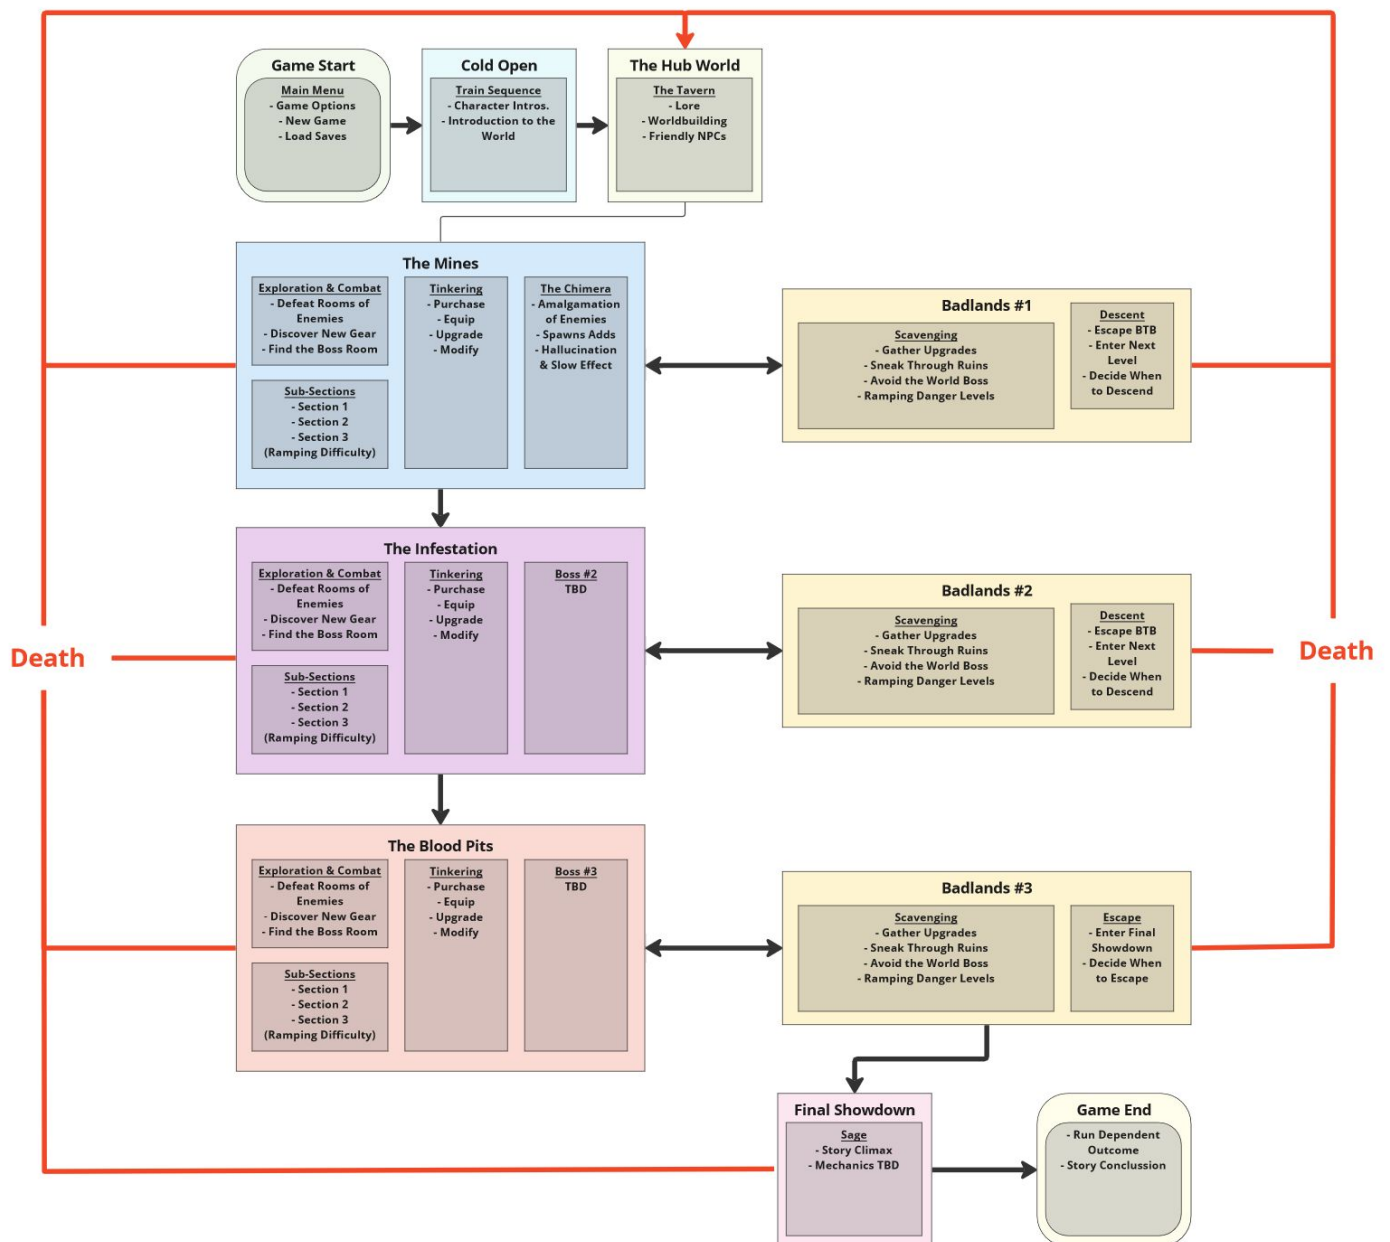 Game Start
Main Menu
- Game Options
- New Game
- Load Saves
Cold Open
Train Sequence
- Character Intros.
- Introduction to the
World
The Hub World
The Tavern
- Lore
- Worldbuilding
- Friendly NPCs
The Mines
Exploration & Combat
- Defeat Rooms of
Enemies
- Discover New Gear
- Find the Boss Room
Sub-Sections
- Section 1
- Section 2
- Section 3
(Ramping Difficulty)
Tinkering
- Purchase
- Equip
- Upgrade
- Modify
The Chimera
- Amalgamation
of Enemies
- Spawns Adds
- Hallucination
& Slow Effect
Badlands #1
Scavenging
- Gather Upgrades
- Sneak Through Ruins
- Avoid the World Boss
- Ramping Danger Levels
Descent
- Escape BTB
- Enter Next
Level
- Decide When
to Descend
The Infestation
Exploration & Combat
- Defeat Rooms of
Enemies
- Discover New Gear
- Find the Boss Room
Sub-Sections
- Section 1
- Section 2
- Section 3
(Ramping Difficulty)
Tinkering
- Purchase
- Equip
- Upgrade
- Modify
Boss #2
TBD
Badlands #2
Scavenging
- Gather Upgrades
- Sneak Through Ruins
- Avoid the World Boss
- Ramping Danger Levels
Descent
- Escape BTB
- Enter Next
Level
- Decide When
to Descend
Death
Death
The Blood Pits
Exploration & Combat
- Defeat Rooms of
Enemies
- Discover New Gear
- Find the Boss Room
Sub-Sections
- Section 1
- Section 2
- Section 3
(Ramping Difficulty)
Tinkering
- Purchase
- Equip
- Upgrade
- Modify
Boss #3
TBD
Badlands #3
Scavenging
- Gather Upgrades
- Sneak Through Ruins
- Avoid the World Boss
- Ramping Danger Levels
Escape
- Enter Final
Showdown
- Decide When
to Escape
Final Showdown
Sage
- Story Climax
- Mechanics TBD
Game End
- Run Dependent
Outcome
- Story Conclussion